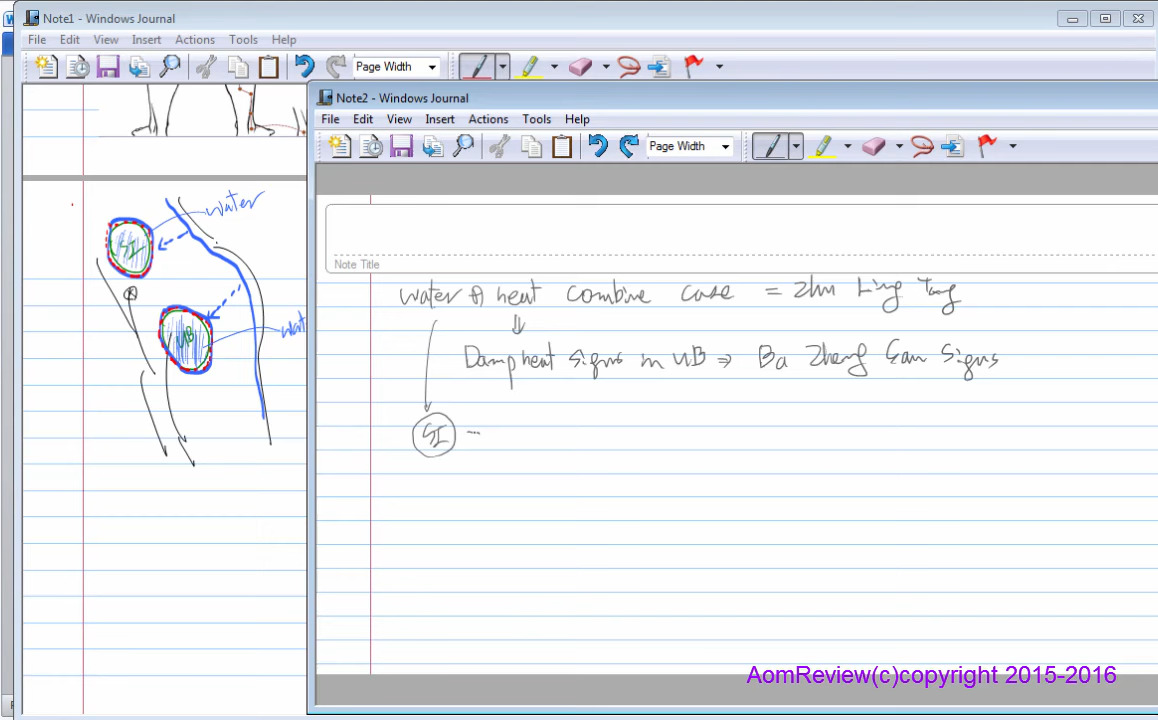 Note1 - Windows Journal
File Edit View Insert Actions Tools Help
Page Width
Note2 - Windows Journal
File Edit View Insert Actions Tools Help
Page Width
water
SI
UB
wat
Note Title
water & heat combine case = Zhu Ling Tang
Damp heat signs in UB ⇒ Ba Zheng San Signs
SI
AomReview(c)copyright 2015-2016